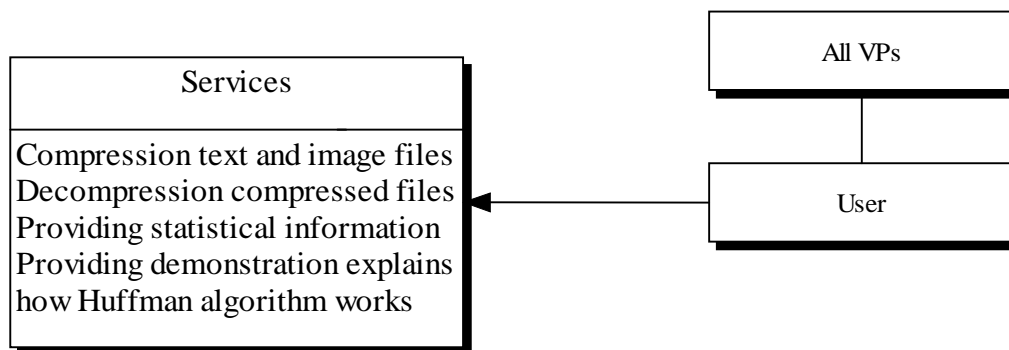 Services
Compression text and image files
Decompression compressed files
Providing statistical information
Providing demonstration explains
how Huffman algorithm works
All VPs
User